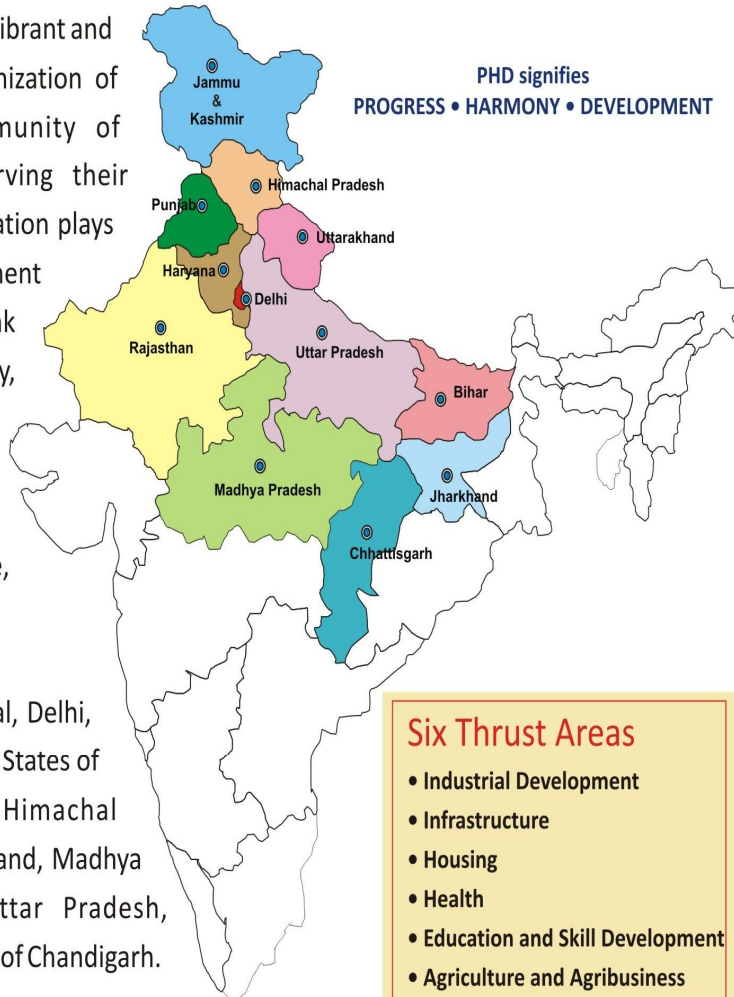 ibrant and
nization of
munity of
rving their
ation plays
ment
nk
y,
e,
al, Delhi,
States of
Himachal
and, Madhya
ttar Pradesh,
of Chandigarh.
PHD signifies
PROGRESS • HARMONY • DEVELOPMENT
Jammu
&
Kashmir
Himachal Pradesh
Punjab
Uttarakhand
Haryana
Delhi
Rajasthan
Uttar Pradesh
Bihar
Madhya Pradesh
Jharkhand
Chhattisgarh
Six Thrust Areas
• Industrial Development
• Infrastructure
• Housing
• Health
• Education and Skill Development
• Agriculture and Agribusiness